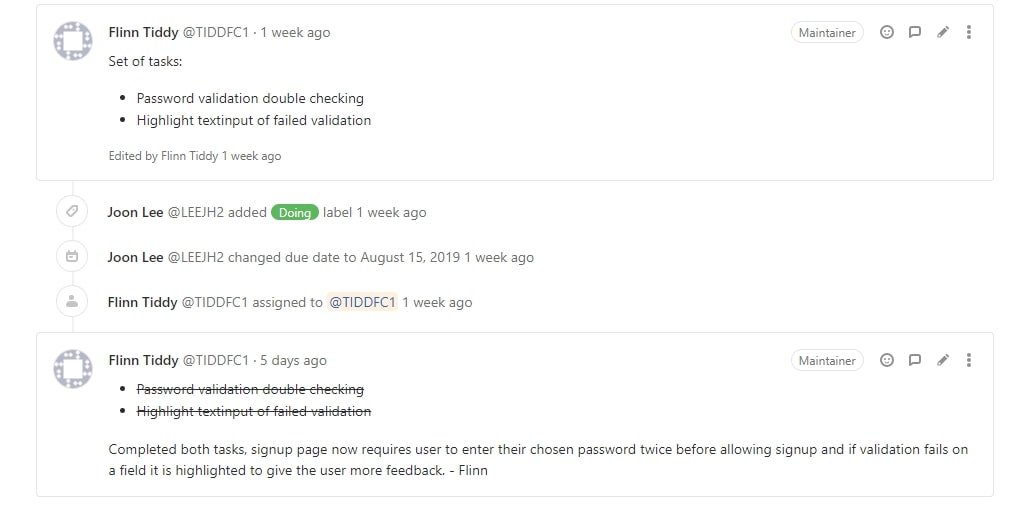 Flinn Tiddy @TIDDFC1 · 1 week ago Maintainer
Set of tasks:
• Password validation double checking
• Highlight textinput of failed validation
Edited by Flinn Tiddy 1 week ago
Joon Lee @LEEJH2 added Doing label 1 week ago
Joon Lee @LEEJH2 changed due date to August 15, 2019 1 week ago
Flinn Tiddy @TIDDFC1 assigned to @TIDDFC1 1 week ago
Flinn Tiddy @TIDDFC1 · 5 days ago Maintainer
• Password validation double checking
• Highlight textinput of failed validation
Completed both tasks, signup page now requires user to enter their chosen password twice before allowing signup and if validation fails on
a field it is highlighted to give the user more feedback. - Flinn